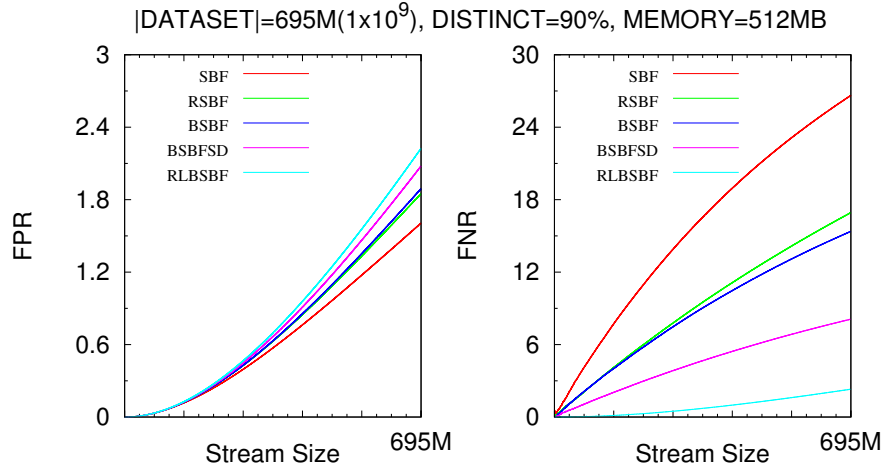 |DATASET|=695M(1x10^9), DISTINCT=90%, MEMORY=512MB
FPR
3
2.4
1.8
1.2
0.6
0
SBF
RSBF
BSBF
BSBFSD
RLBSBF
Stream Size
695M
FNR
30
24
18
12
6
0
SBF
RSBF
BSBF
BSBFSD
RLBSBF
Stream Size
695M